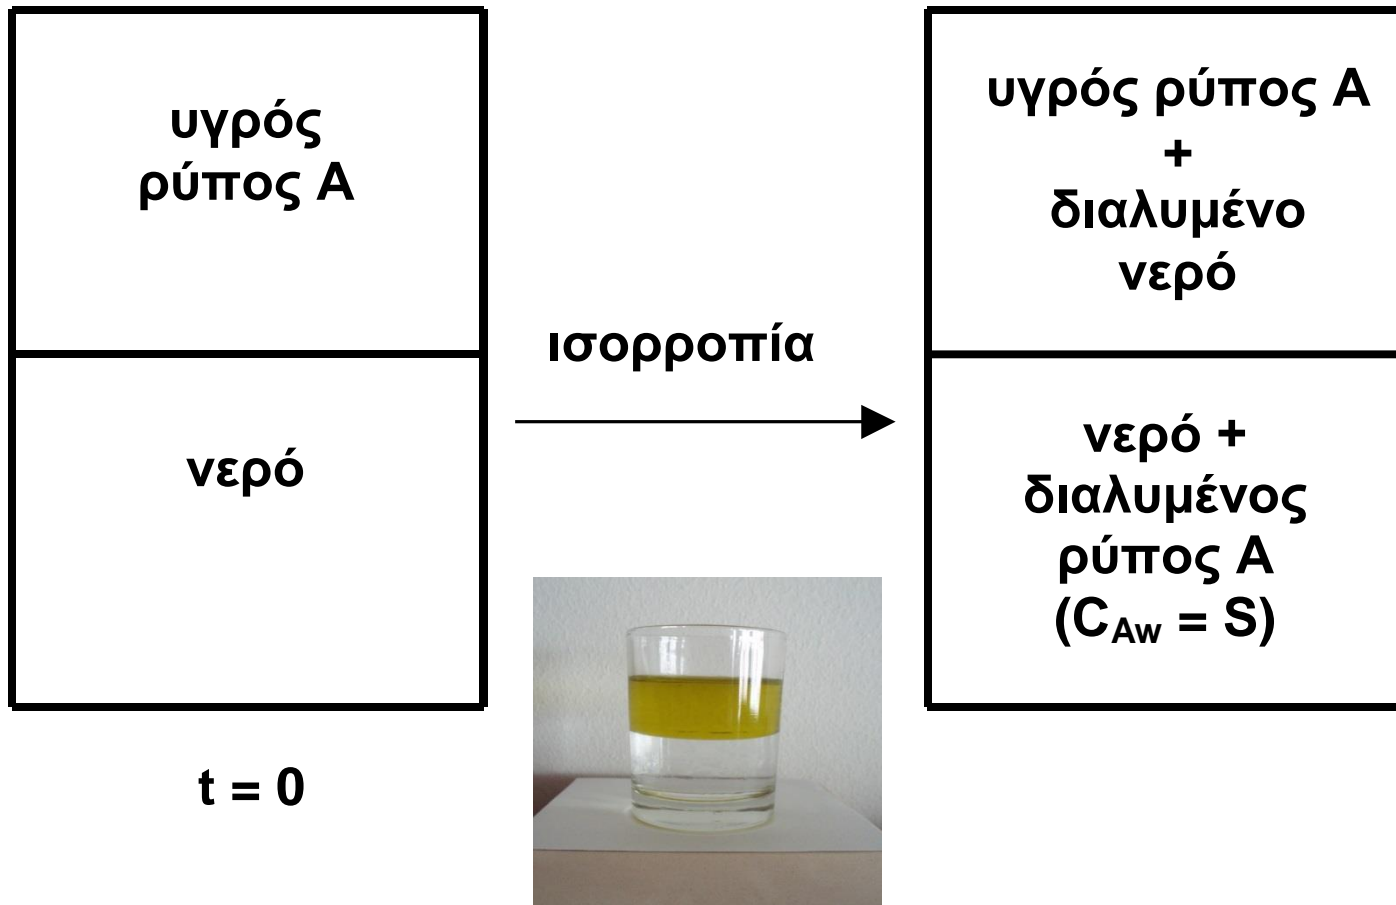 υγρός
ρύπος Α
νερό
t = 0
ισορροπία
υγρός ρύπος Α
+
διαλυμένο
νερό
νερό +
διαλυμένος
ρύπος Α
(C_Aw = S)